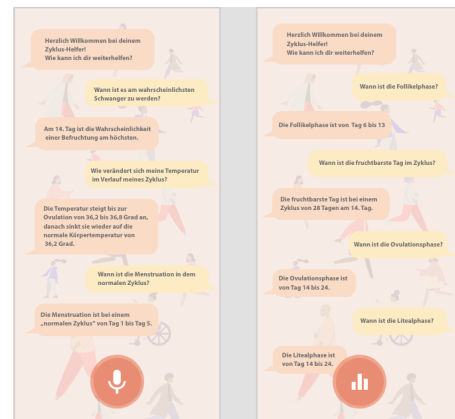 Herzlich Willkommen bei deinem
Zyklus-Helfer!
Wie kann ich dir weiterhelfen?
Wann ist es am wahrscheinlichsten
Schwanger zu werden?
Am 14. Tag ist die Wahrscheinlichkeit
einer Befruchtung am höchsten.
Wie verändert sich meine Temperatur
im Verlauf meines Zyklus?
Die Temperatur steigt bis zur
Ovulation von 36,2 bis 36,8 Grad an,
danach sinkt sie wieder auf die
normale Körpertemperatur von
36,2 Grad.
Wann ist die Menstruation in dem
normalen Zyklus?
Die Menstruation ist bei einem
„normalen Zyklus" von Tag 1 bis Tag 5.
Herzlich Willkommen bei deinem
Zyklus-Helfer!
Wie kann ich dir weiterhelfen?
Wann ist die Follikelphase?
Die Follikelphase ist von Tag 6 bis 13
Wann ist die fruchtbarste Tag im Zyklus?
Die fruchtbarste Tag ist bei einem
Zyklus von 28 Tagen am 14. Tag.
Wann ist die Ovulationsphase?
Die Ovulationsphase ist
von Tag 14 bis 24.
Wann ist die Litealphase?
Die Litealphase ist
von Tag 14 bis 24.